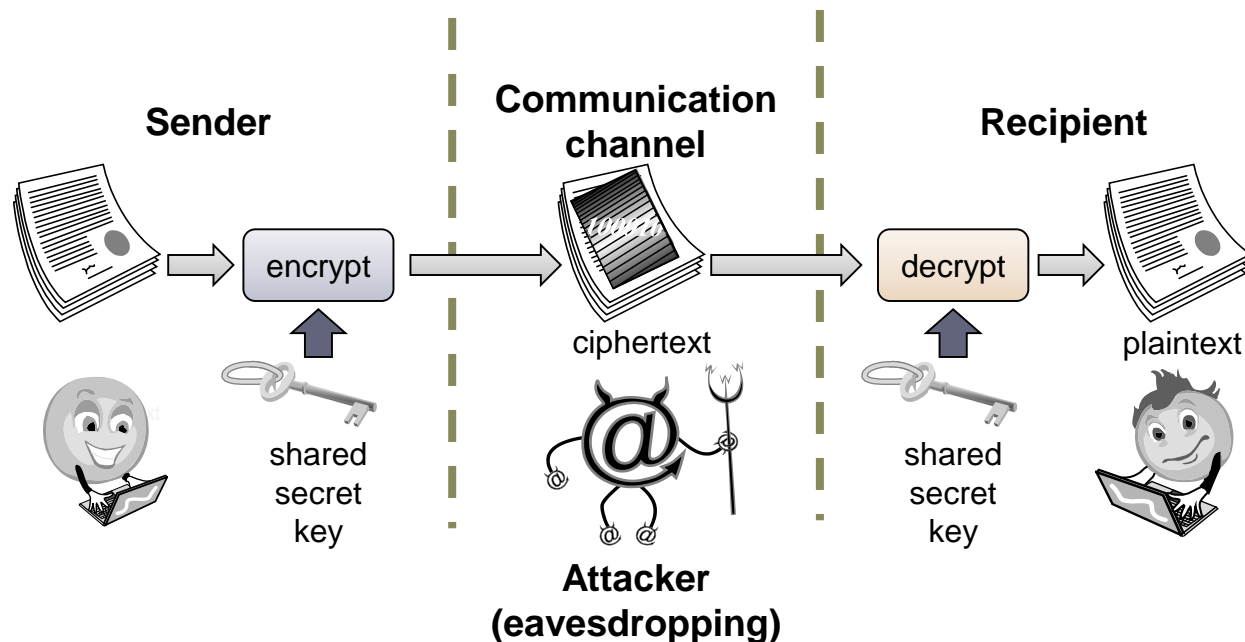 Sender
Communication
channel
Recipient
encrypt
decrypt
ciphertext
plaintext
shared
secret
key
@
@
@
@
@
shared
secret
key
Attacker
(eavesdropping)